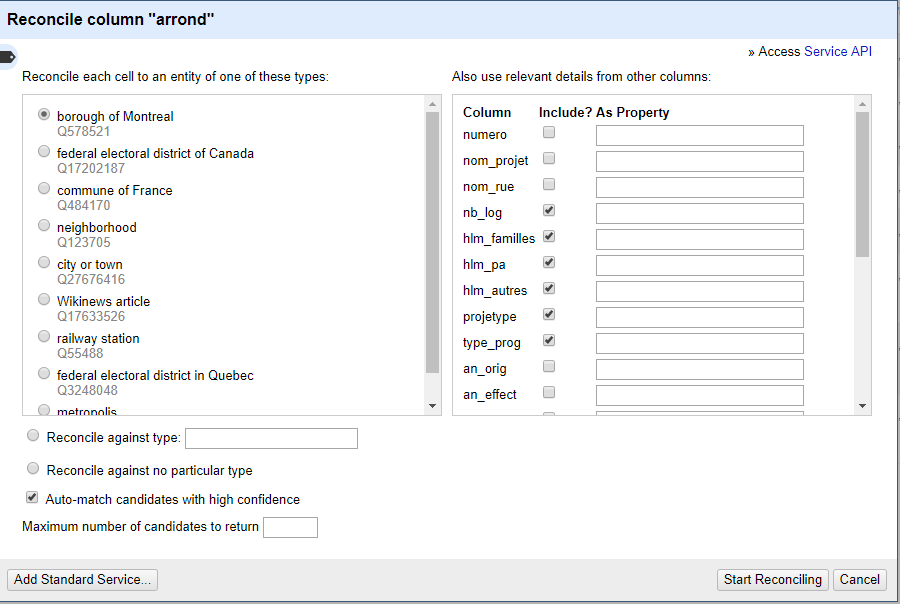 Reconcile column "arrond"
» Access Service API
Reconcile each cell to an entity of one of these types:
borough of Montreal
Q578521
federal electoral district of Canada
Q17202187
commune of France
Q484170
neighborhood
Q123705
city or town
Q27676416
Wikinews article
Q17633526
railway station
Q55488
federal electoral district in Quebec
Q3248048
metropolis
Also use relevant details from other columns:
Column Include? As Property
numero
nom_projet
nom_rue
nb_log
hlm_familles
hlm_pa
hlm_autres
projetype
type_prog
an_orig
an_effect
Reconcile against type:
Reconcile against no particular type
Auto-match candidates with high confidence
Maximum number of candidates to return
Add Standard Service...
Start Reconciling
Cancel